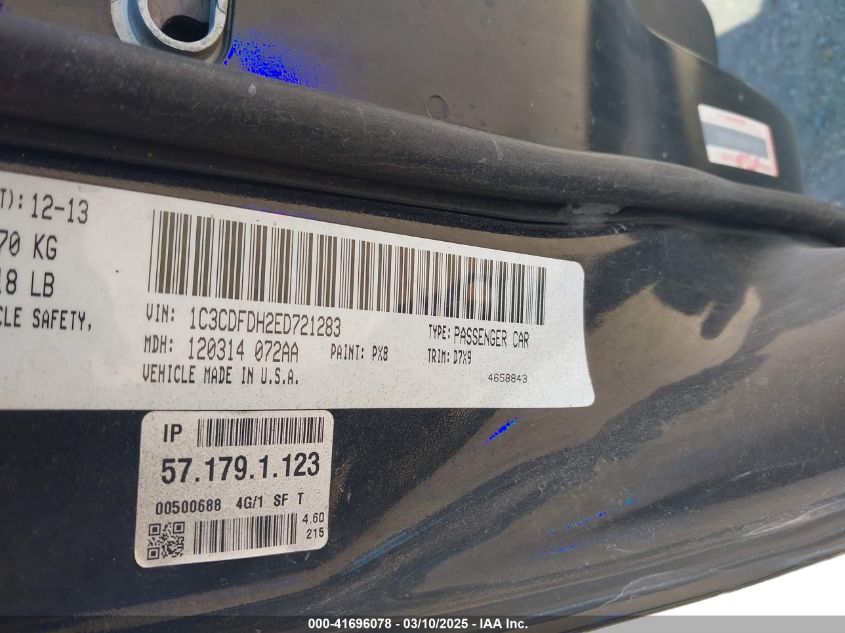 T): 12-13
70 KG
18 LB
CLE SAFETY,
VIN: 1C3CDFDH2ED721283
TYPE: PASSENGER CAR
MDH: 120314 072AA PAINT: PX8 TRIM: D7X9
VEHICLE MADE IN U.S.A. 4658843
IP
57.179.1.123
00500688 4G/1 SF T
4.60
215
000-41696078 - 03/10/2025 - IAA Inc.